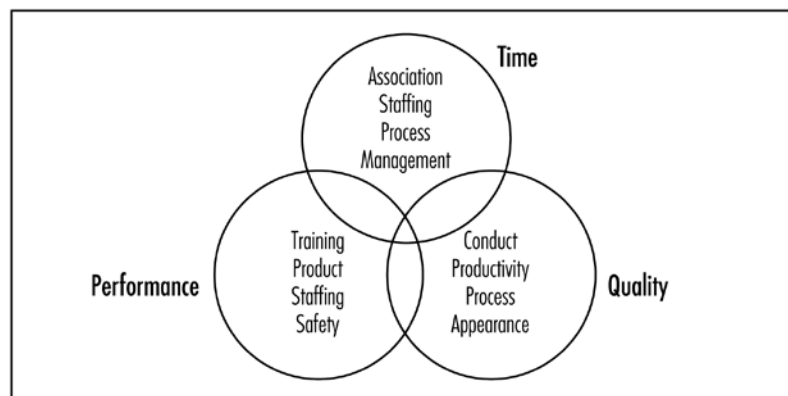 Time
Association
Staffing
Process
Management
Performance
Training
Product
Staffing
Safety
Conduct
Productivity
Process
Appearance
Quality